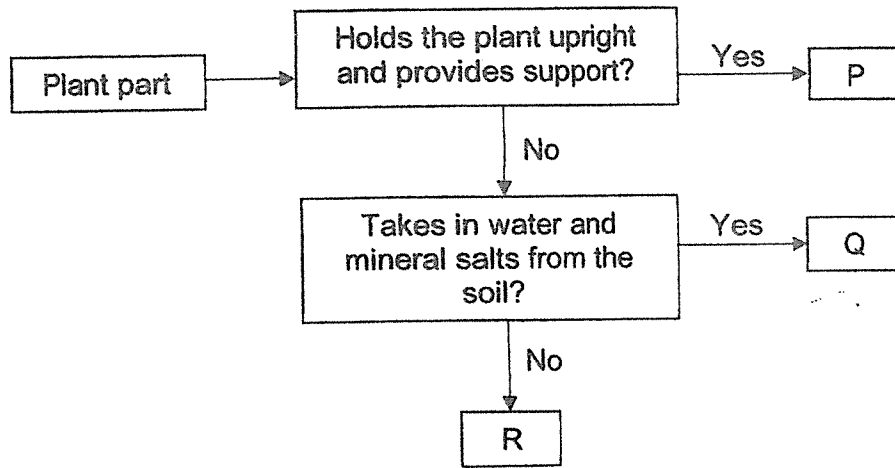 Holds the plant upright
and provides support?
Plant part
Yes
P
No
Takes in water and
mineral salts from the
soil?
Yes
Q
No
R